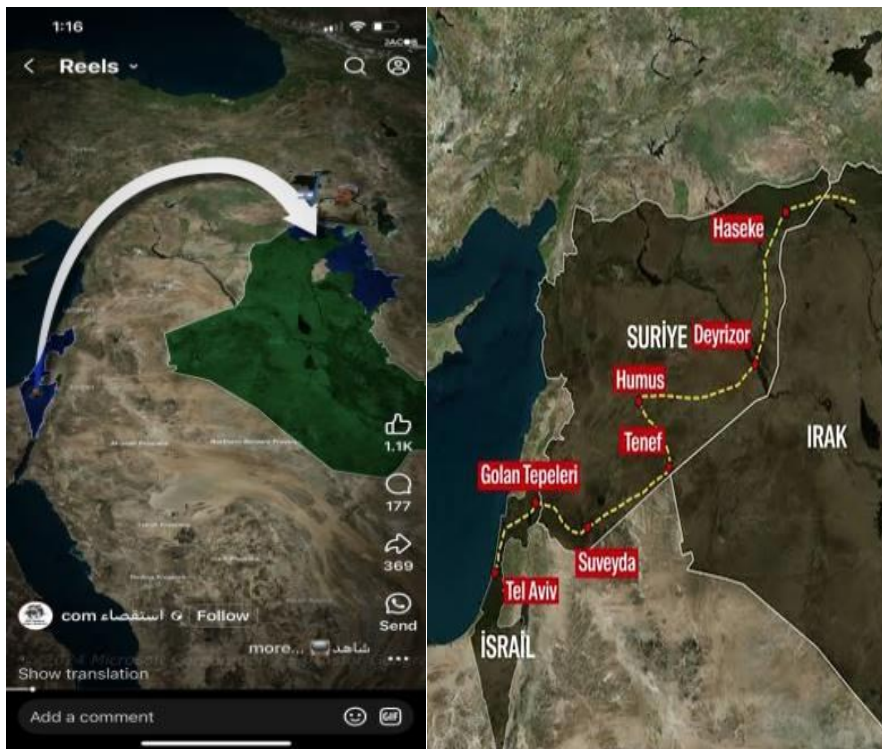 1:16
JACOB
Reels
1.1K
177
369
Send
com استقصاء
Follow
شاهد
more...
Show translation
Add a comment
GIF
Haseke
SURİYE
Deyrizor
Humus
Tenef
IRAK
Golan Tepeleri
Suveyda
Tel Aviv
İSRAİL